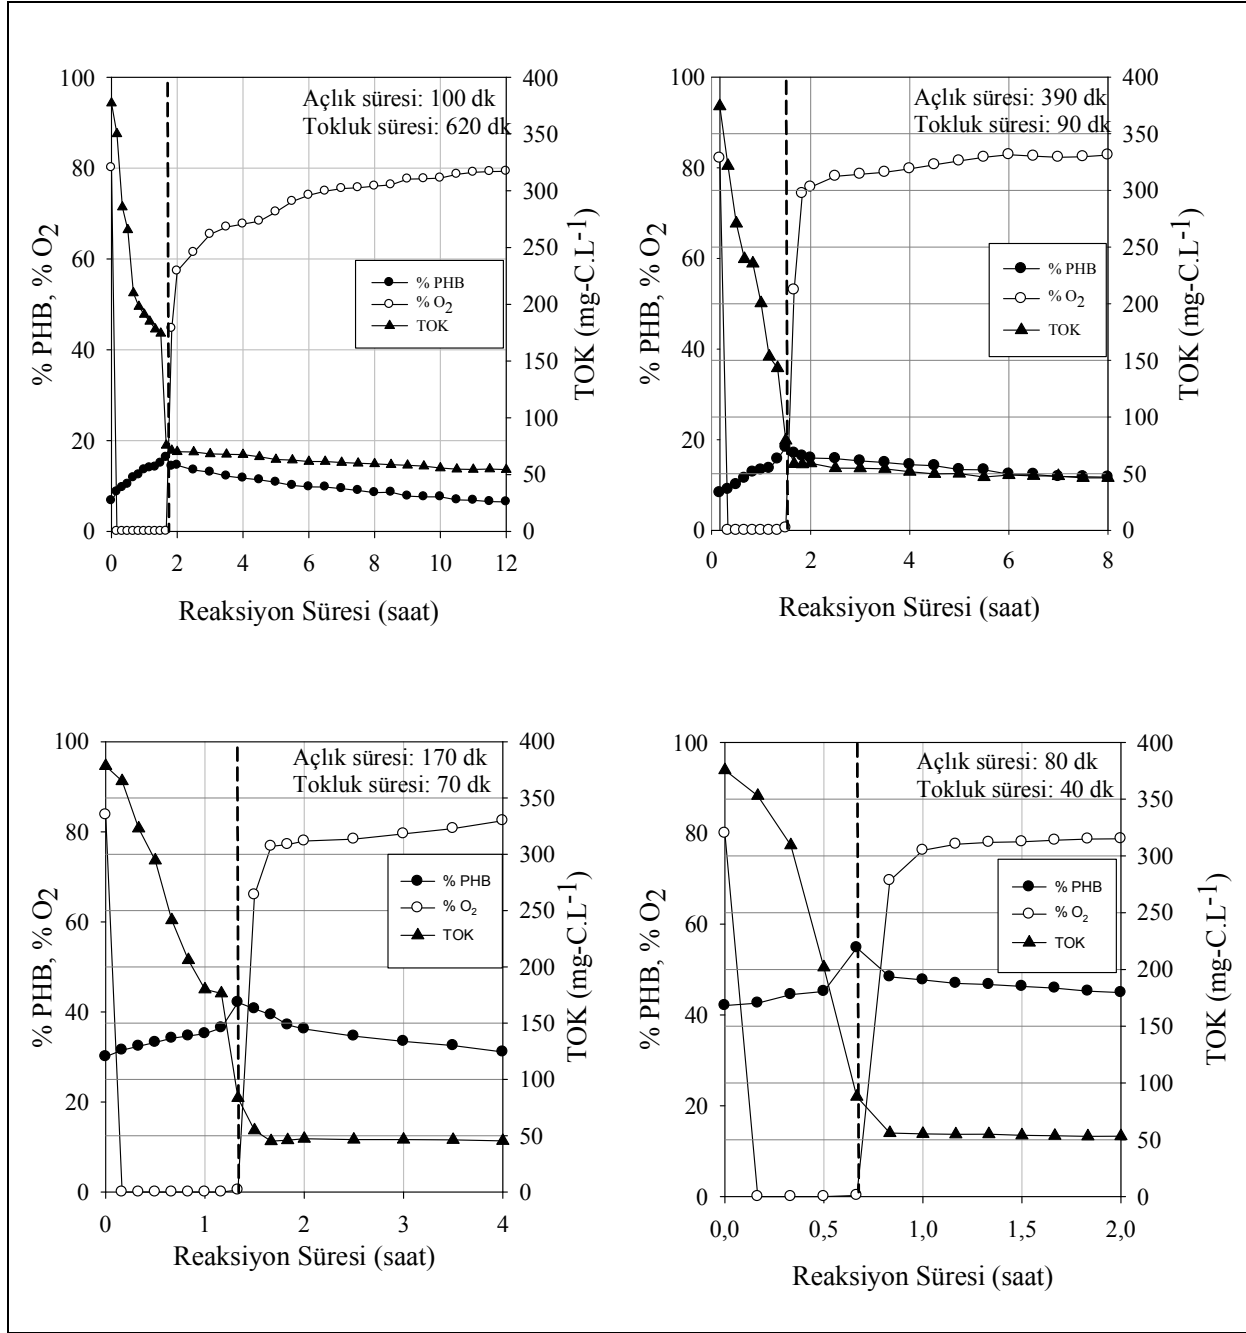 Açlık süresi: 100 dk
Tokluk süresi: 620 dk
100
80
60
40
20
0
400
350
300
250
200
150
100
50
0
% PHB, % O2
TOK (mg-C.L-1)
% PHB
% O2
TOK
0 2 4 6 8 10 12
Reaksiyon Süresi (saat)
Açlık süresi: 390 dk
Tokluk süresi: 90 dk
100
80
60
40
20
0
400
350
300
250
200
150
100
50
0
% PHB, % O2
TOK (mg-C.L-1)
% PHB
% O2
TOK
0 2 4 6 8
Reaksiyon Süresi (saat)
Açlık süresi: 170 dk
Tokluk süresi: 70 dk
100
80
60
40
20
0
400
350
300
250
200
150
100
50
0
% PHB, % O2
TOK (mg-C.L-1)
% PHB
% O2
TOK
0 1 2 3 4
Reaksiyon Süresi (saat)
Açlık süresi: 80 dk
Tokluk süresi: 40 dk
100
80
60
40
20
0
400
350
300
250
200
150
100
50
0
% PHB, % O2
TOK (mg-C.L-1)
% PHB
% O2
TOK
0,0 0,5 1,0 1,5 2,0
Reaksiyon Süresi (saat)